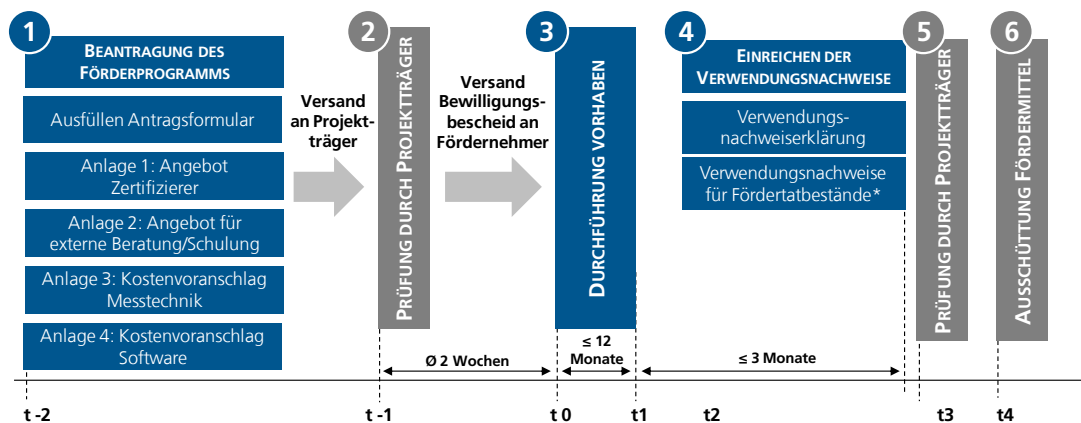 1
BEANTRAGUNG DES
FÖRDERPROGRAMMS
Ausfüllen Antragsformular
Anlage 1: Angebot
Zertifizierer
Anlage 2: Angebot für
externe Beratung/Schulung
Anlage 3: Kostenvoranschlag
Messtechnik
Anlage 4: Kostenvoranschlag
Software
Versand
an Projekt-
träger
2
PRÜFUNG DURCH PROJEKTTRÄGER
Versand
Bewilligungs-
bescheid an
Fördernehmer
3
DURCHFÜHRUNG VORHABEN
4
EINREICHEN DER
VERWENDUNGSNACHWEISE
Verwendungs-
nachweiserklärung
Verwendungsnachweise
für Fördertatbestände*
5
PRÜFUNG DURCH PROJEKTTRÄGER
6
AUSSCHÜTTUNG FÖRDERMITTEL
Ø 2 Wochen
≤ 12
Monate
≤ 3 Monate
t -2
t -1
t 0
t1
t2
t3
t4